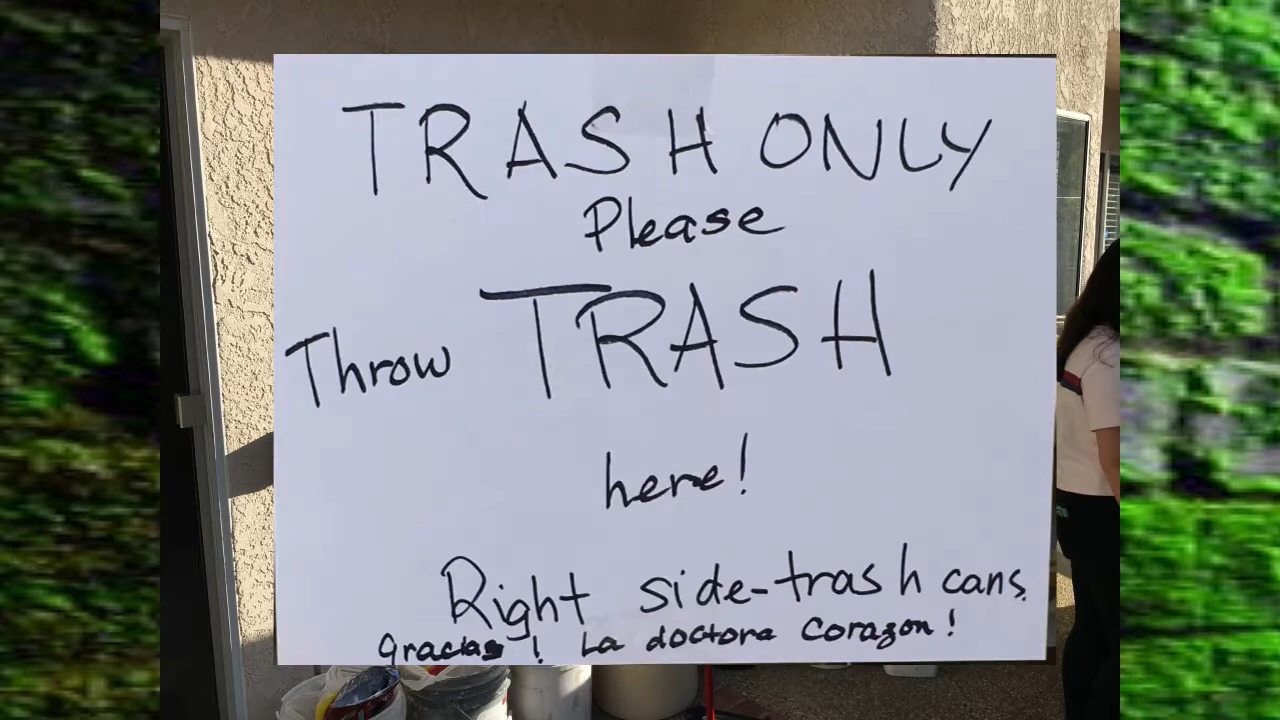 TRASH ONLY
Please
Throw TRASH
here!
Right side-trash cans.
Gracias! La doctora Corazon!